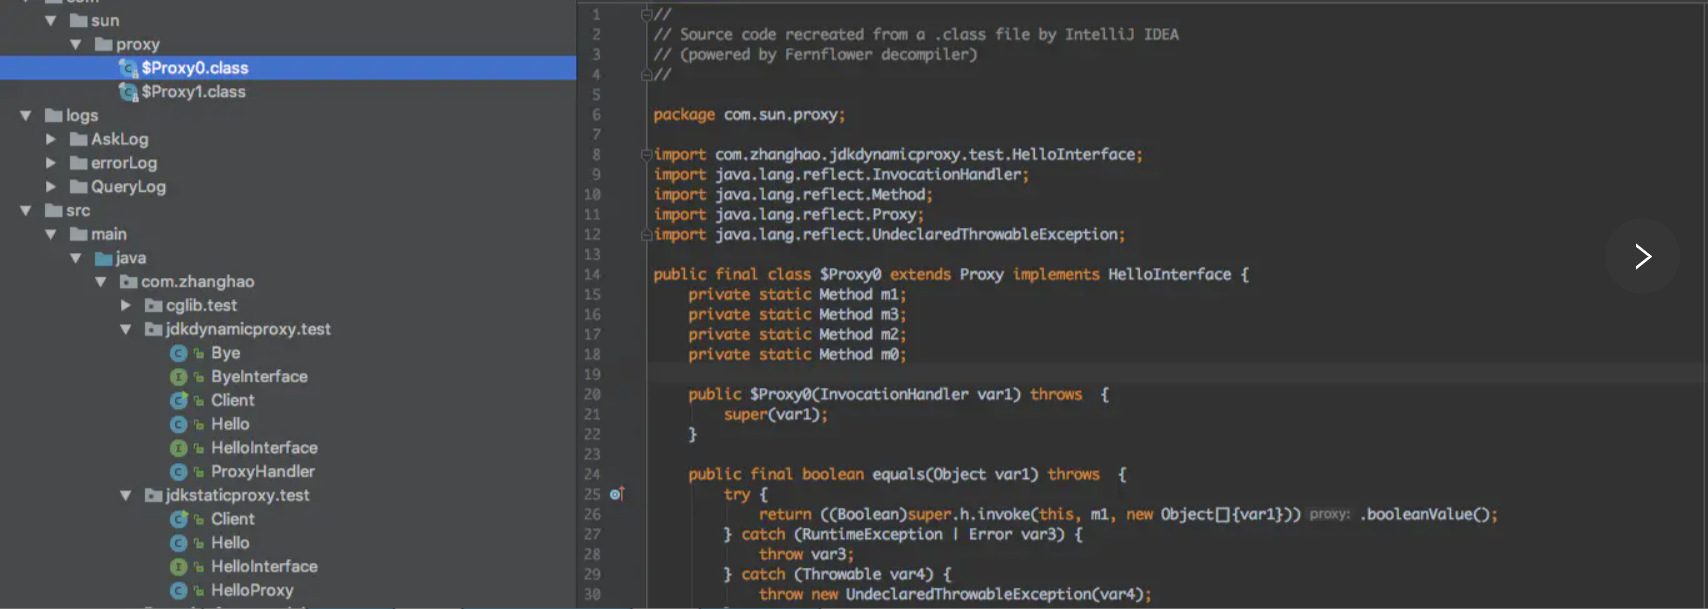 sun
proxy
$Proxy0.class
$Proxy1.class
logs
AskLog
errorLog
QueryLog
src
main
java
com.zhanghao
cglib.test
jdkdynamicproxy.test
Bye
ByeInterface
Client
Hello
HelloInterface
ProxyHandler
jdkstaticproxy.test
Client
Hello
HelloInterface
HelloProxy
1 //
2 // Source code recreated from a .class file by IntelliJ IDEA
3 // (powered by Fernflower decompiler)
4 //
5
6 package com.sun.proxy;
7
8 import com.zhanghao.jdkdynamicproxy.test.HelloInterface;
9 import java.lang.reflect.InvocationHandler;
10 import java.lang.reflect.Method;
11 import java.lang.reflect.Proxy;
12 import java.lang.reflect.UndeclaredThrowableException;
13
14 public final class $Proxy0 extends Proxy implements HelloInterface {
15 private static Method m1;
16 private static Method m3;
17 private static Method m2;
18 private static Method m0;
19
20 public $Proxy0(InvocationHandler var1) throws  {
21 super(var1);
22 }
23
24 public final boolean equals(Object var1) throws  {
25 try {
26 return ((Boolean)super.h.invoke(this, m1, new Object[]{var1})) proxy: .booleanValue();
27 } catch (RuntimeException | Error var3) {
28 throw var3;
29 } catch (Throwable var4) {
30 throw new UndeclaredThrowableException(var4);